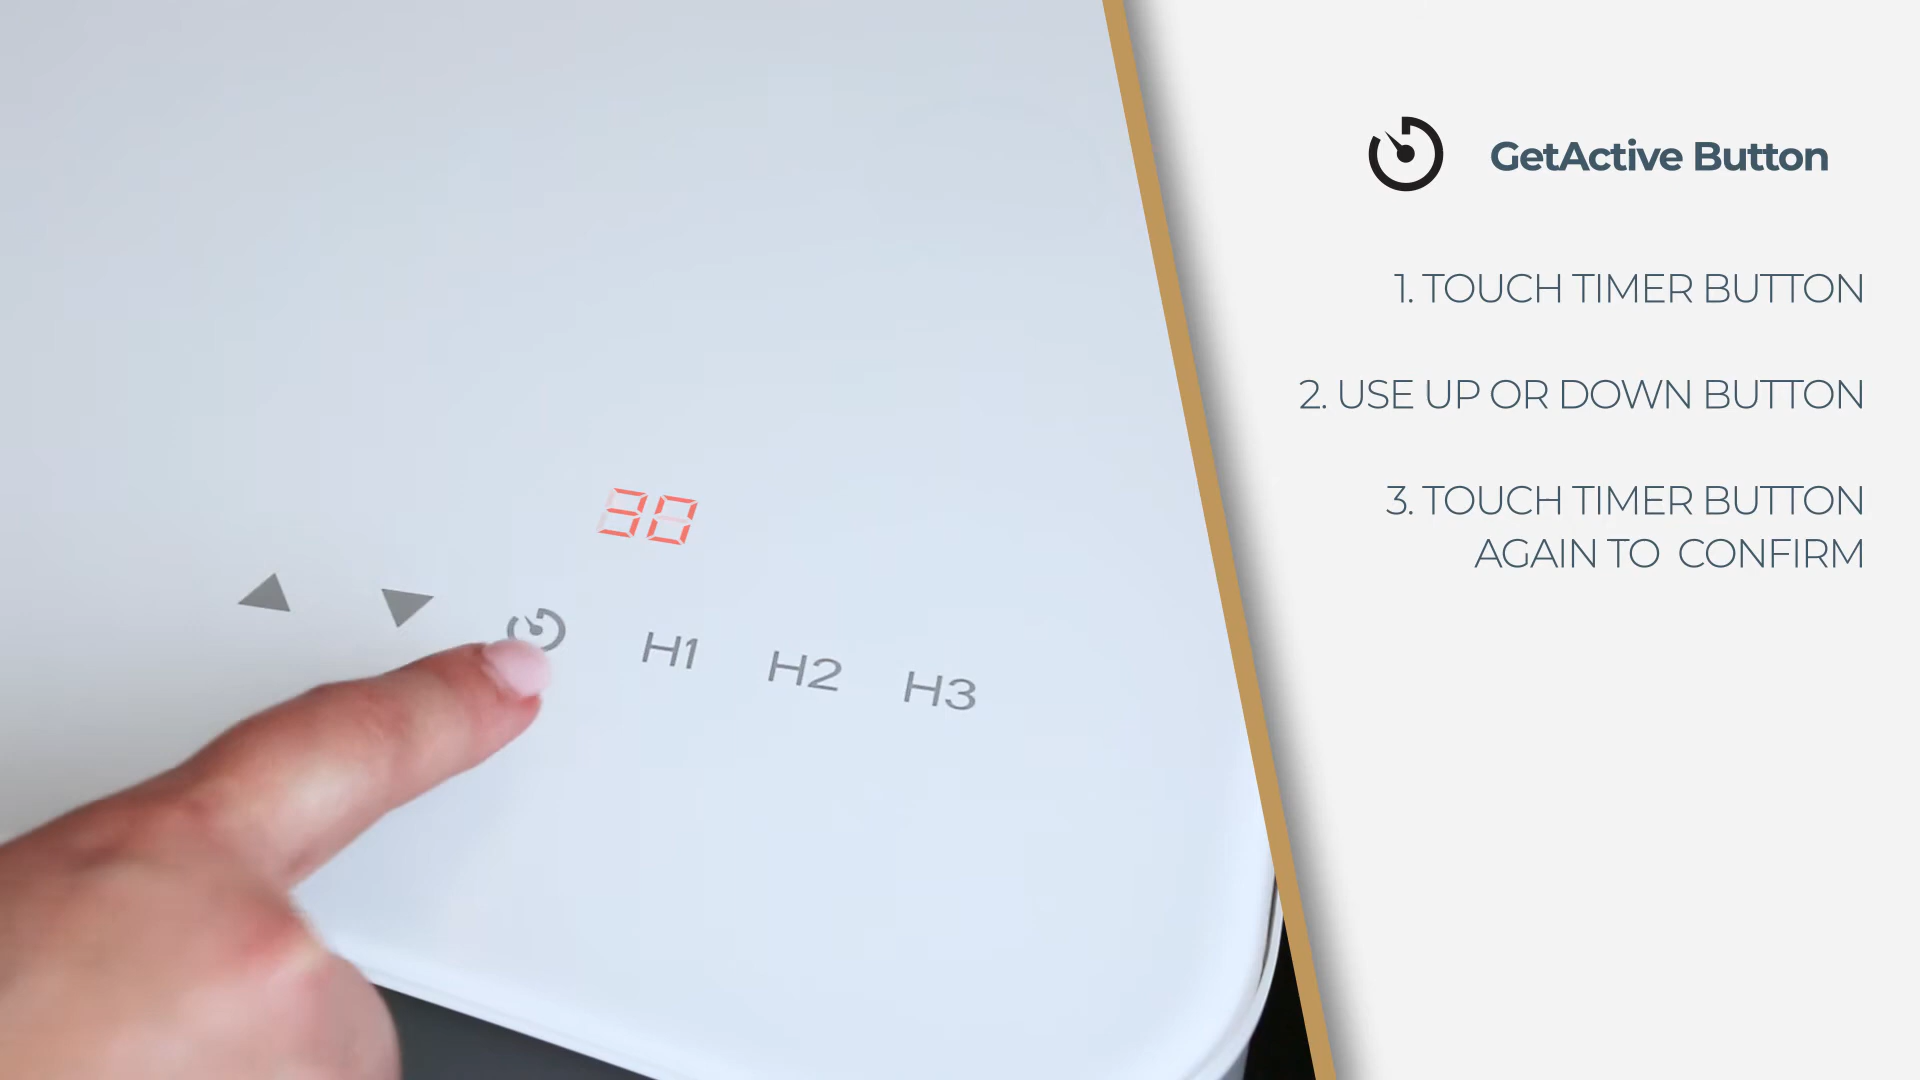 30
H1 H2 H3
GetActive Button
1. TOUCH TIMER BUTTON
2. USE UP OR DOWN BUTTON
3. TOUCH TIMER BUTTON
AGAIN TO CONFIRM